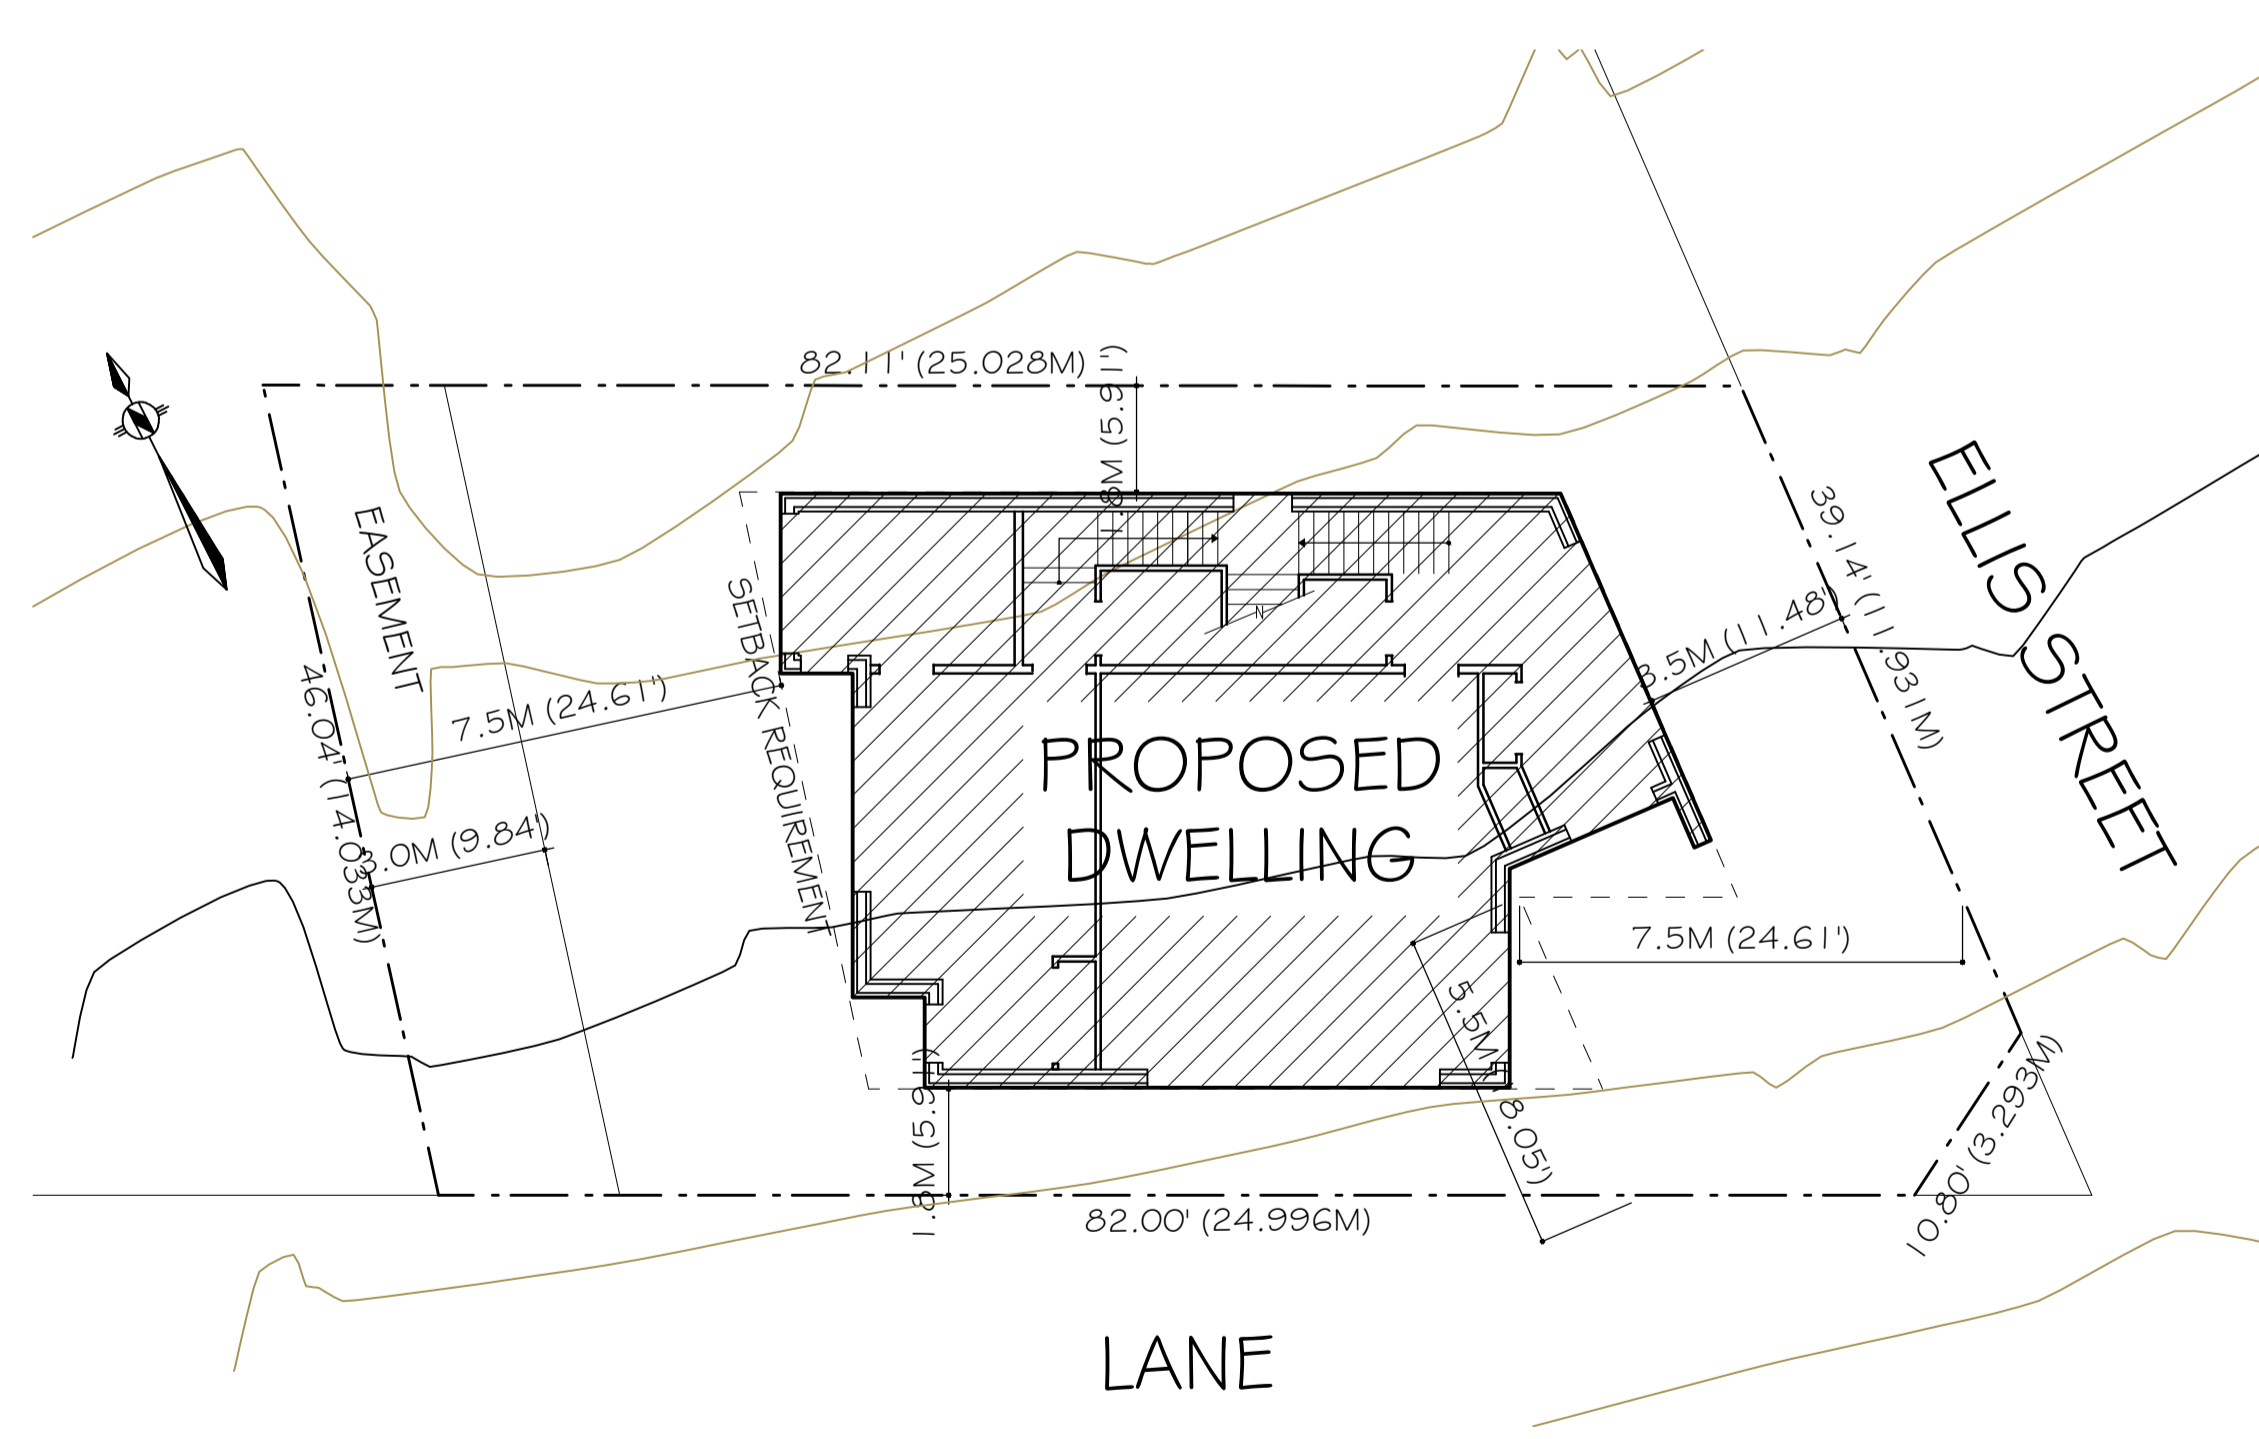 82.11' (25.028M)
1.8M (5.91')
EASEMENT
46.04' (14.033M)
7.5M (24.61')
3.0M (9.84')
SETBACK REQUIREMENT
N
PROPOSED
DWELLING
3.5M (11.48')
39.14' (11.931M)
ELLIS STREET
7.5M (24.61')
5.5M (18.05')
1.8M (5.91')
82.00' (24.996M)
10.80' (3.293M)
LANE